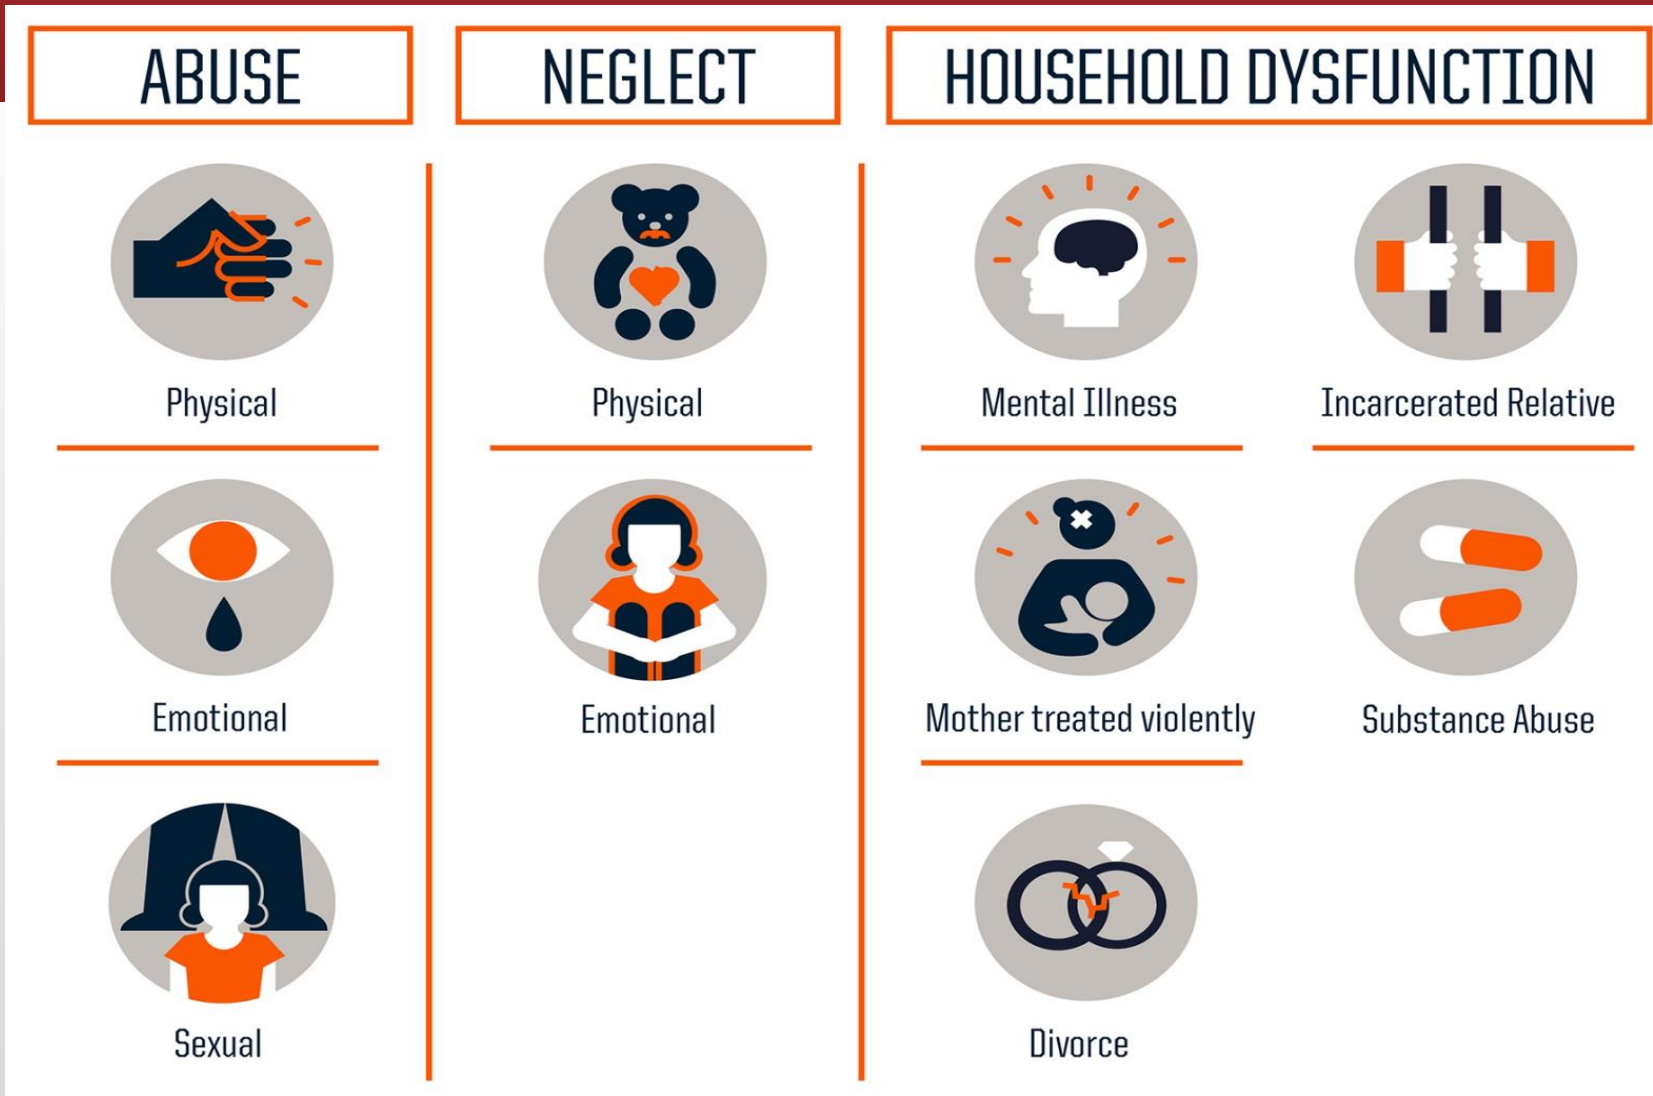 ABUSE
Physical
Emotional
Sexual
NEGLECT
Physical
Emotional
HOUSEHOLD DYSFUNCTION
Mental Illness
Incarcerated Relative
Mother treated violently
Substance Abuse
Divorce